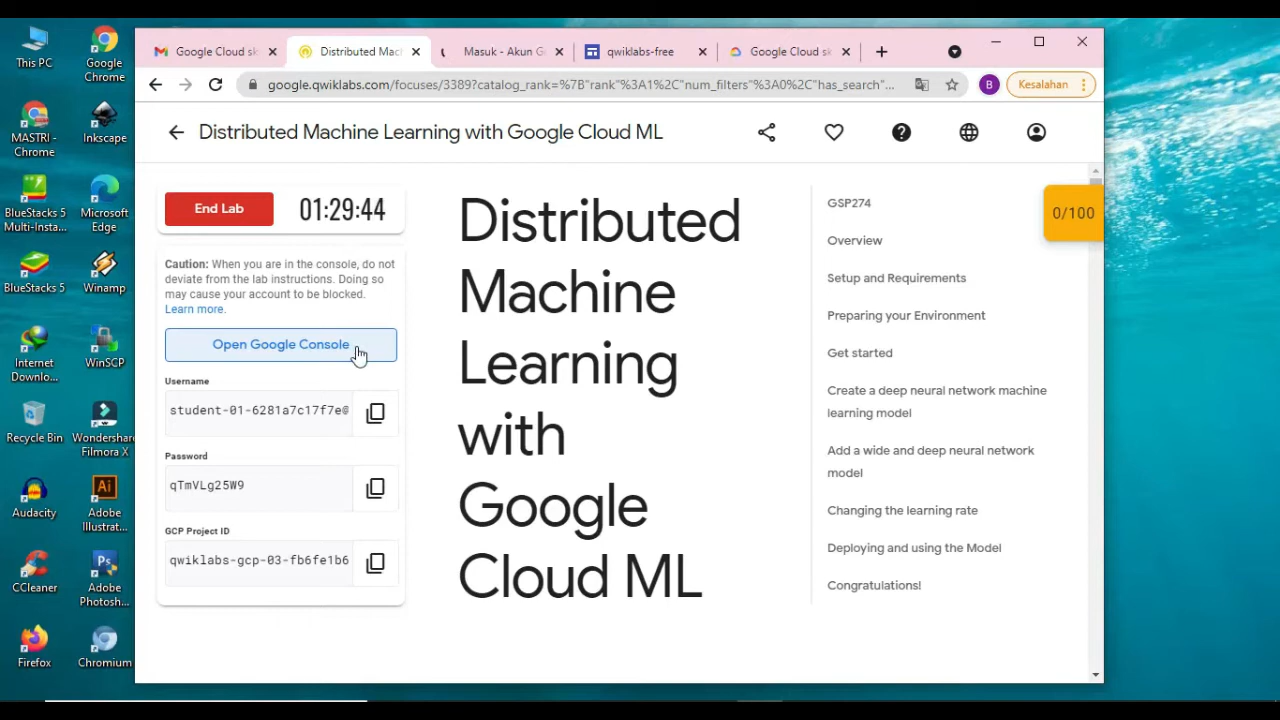 This PC
Google Chrome
MASTRI - Chrome
Inkscape
BlueStacks 5 Multi-Insta...
Microsoft Edge
BlueStacks 5
Winamp
Internet Downlo...
WinSCP
Recycle Bin
Wondershare Filmora X
Audacity
Adobe Illustrat...
CCleaner
Adobe Photosh...
Firefox
Chromium
Google Cloud sk
Distributed Mac
Masuk - Akun G
qwiklabs-free
Google Cloud sk
google.qwiklabs.com/focuses/3389?catalog_rank=%7B"rank"%3A1%2C"num_filters"%3A0%2C"has_search"...
B
Kesalahan
Distributed Machine Learning with Google Cloud ML
End Lab
01:29:44
Caution: When you are in the console, do not
deviate from the lab instructions. Doing so
may cause your account to be blocked.
Learn more.
Open Google Console
Username
student-01-6281a7c17f7e@
Password
qTmVLg25W9
GCP Project ID
qwiklabs-gcp-03-fb6fe1b6
Distributed
Machine
Learning
with
Google
Cloud ML
GSP274
Overview
Setup and Requirements
Preparing your Environment
Get started
Create a deep neural network machine
learning model
Add a wide and deep neural network
model
Changing the learning rate
Deploying and using the Model
Congratulations!
0/100